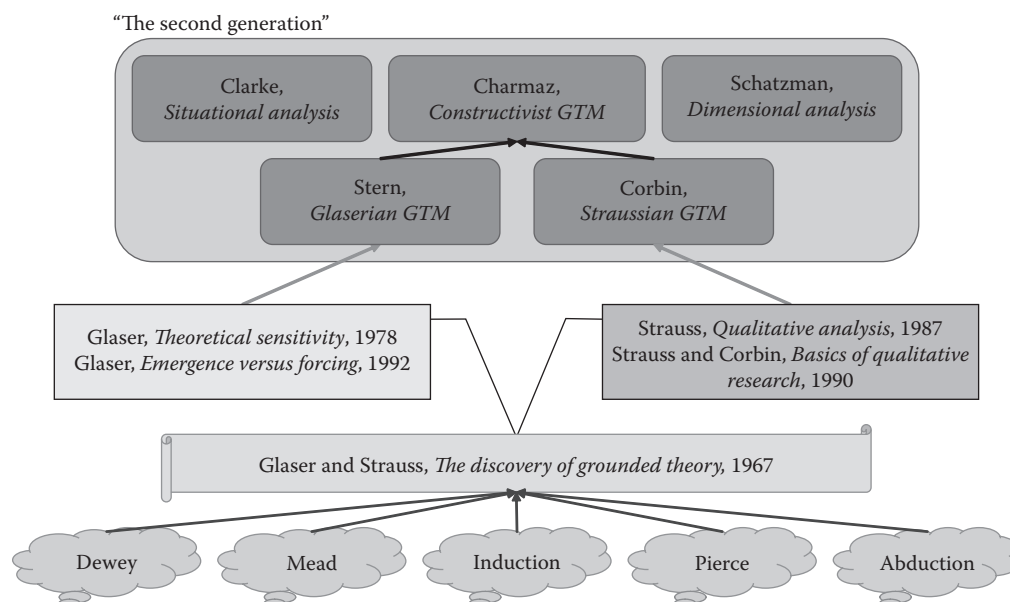 “The second generation”
Clarke,
Situational analysis
Charmaz,
Constructivist GTM
Schatzman,
Dimensional analysis
Stern,
Glaserian GTM
Corbin,
Straussian GTM
Glaser, Theoretical sensitivity, 1978
Glaser, Emergence versus forcing, 1992
Strauss, Qualitative analysis, 1987
Strauss and Corbin, Basics of qualitative
research, 1990
Glaser and Strauss, The discovery of grounded theory, 1967
Dewey
Mead
Induction
Pierce
Abduction